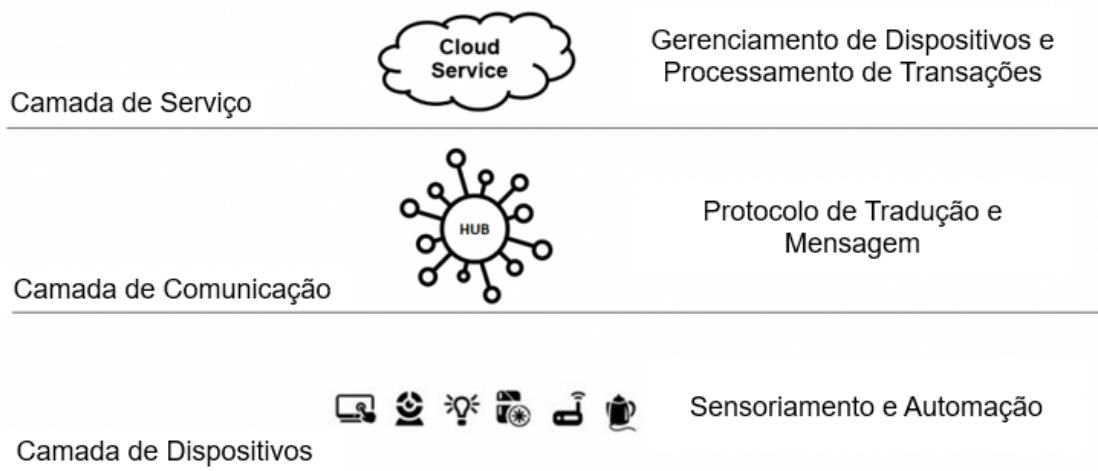 Cloud
Service
Gerenciamento de Dispositivos e
Processamento de Transações
Camada de Serviço
HUB
Protocolo de Tradução e
Mensagem
Camada de Comunicação
Sensoriamento e Automação
Camada de Dispositivos